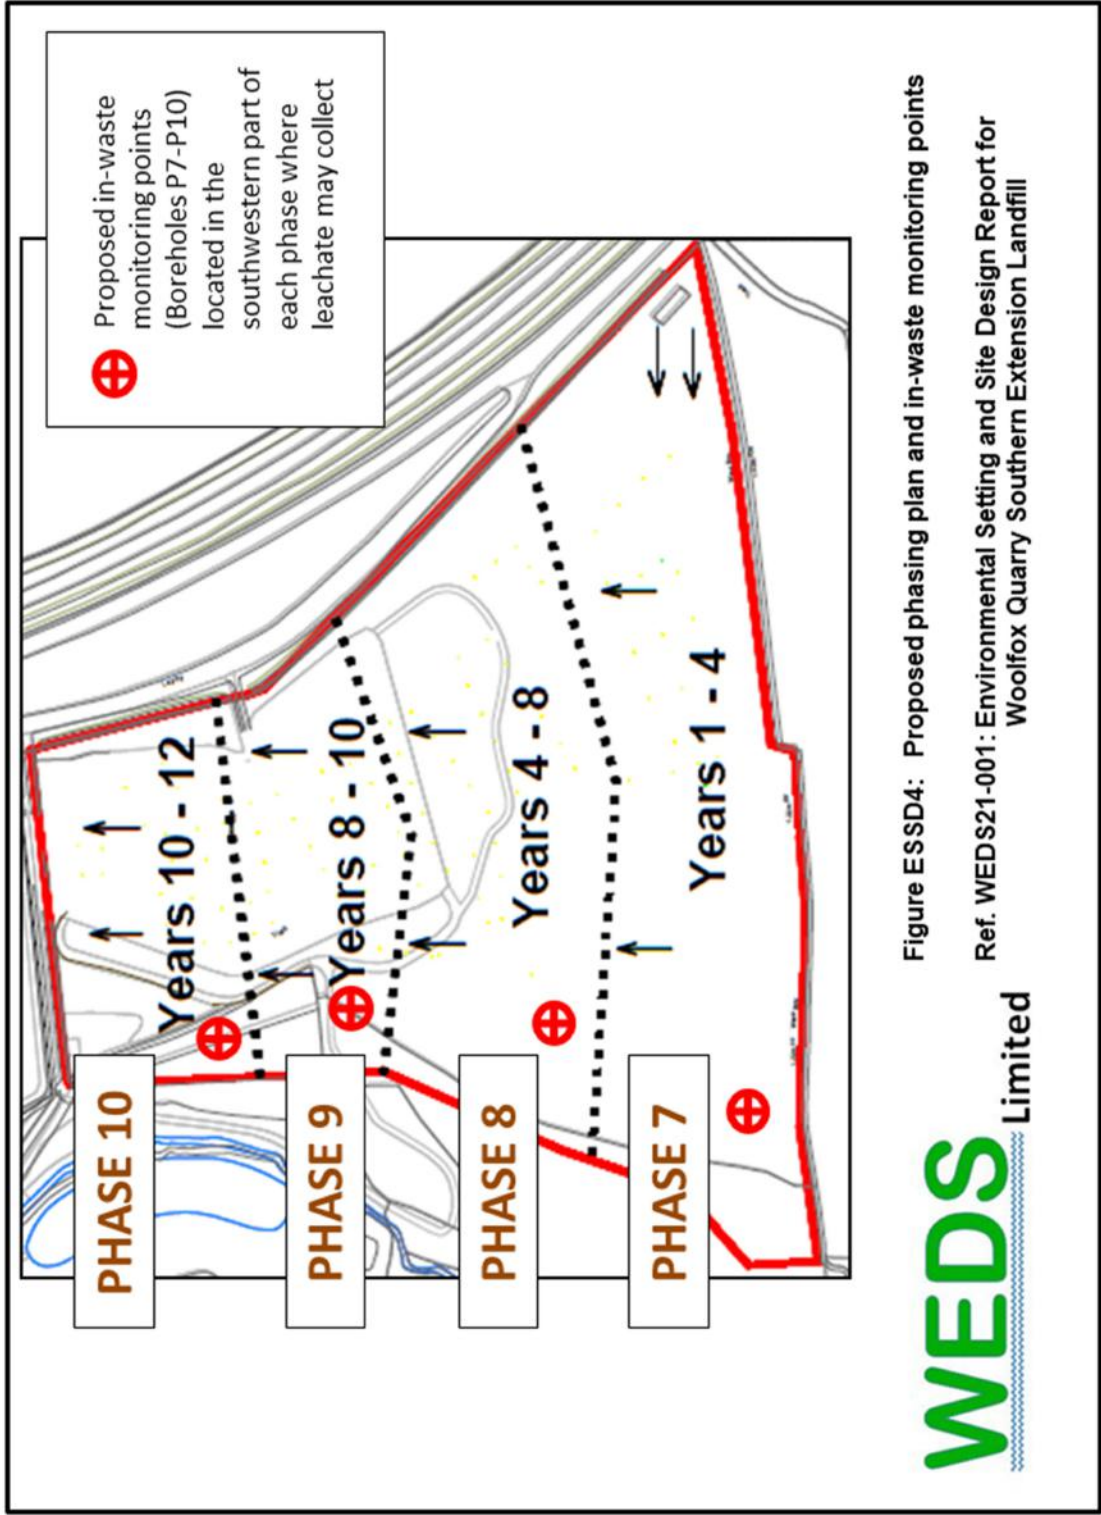 Proposed in-waste
monitoring points
(Boreholes P7-P10)
located in the
southwestern part of
each phase where
leachate may collect
PHASE 10
Years 10 - 12
PHASE 9
Years 8 - 10
PHASE 8
Years 4 - 8
PHASE 7
Years 1 - 4
Figure ESSD4: Proposed phasing plan and in-waste monitoring points
Ref. WEDS21-001: Environmental Setting and Site Design Report for
Woolfox Quarry Southern Extension Landfill
WEDS Limited